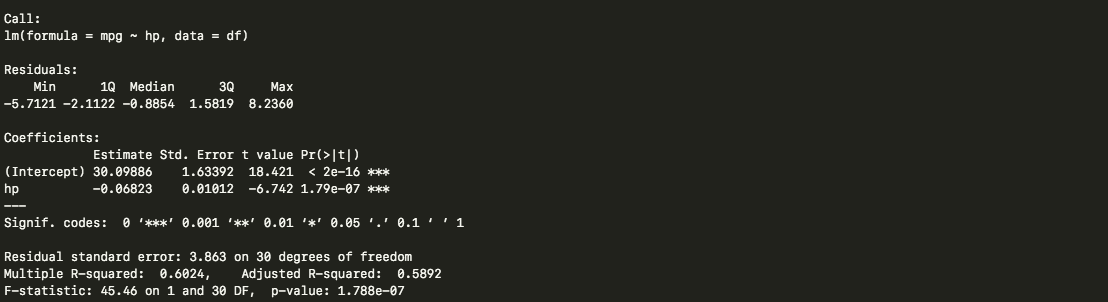 Call:
lm(formula = mpg ~ hp, data = df)

Residuals:
    Min      1Q  Median      3Q     Max
-5.7121 -2.1122 -0.8854  1.5819  8.2360

Coefficients:
            Estimate Std. Error t value Pr(>|t|)
(Intercept) 30.09886    1.63392  18.421  < 2e-16 ***
hp          -0.06823    0.01012  -6.742 1.79e-07 ***
---
Signif. codes:  0 ‘***’ 0.001 ‘**’ 0.01 ‘*’ 0.05 ‘.’ 0.1 ‘ ’ 1

Residual standard error: 3.863 on 30 degrees of freedom
Multiple R-squared:  0.6024,    Adjusted R-squared:  0.5892
F-statistic: 45.46 on 1 and 30 DF,  p-value: 1.788e-07